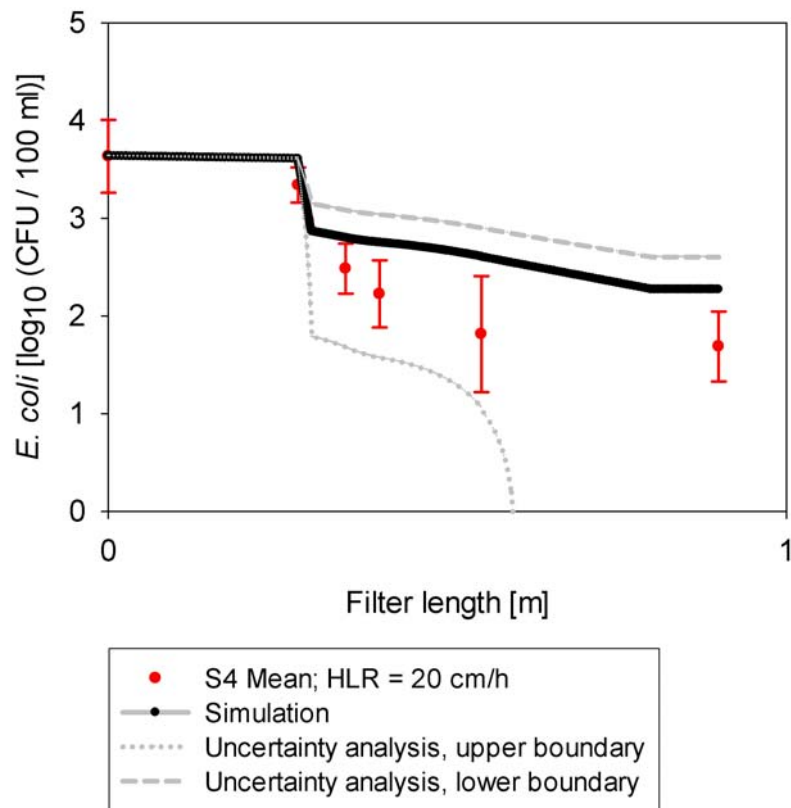 5
4
3
2
1
0
E. coli [log10 (CFU / 100 ml)]
0
1
Filter length [m]
S4 Mean; HLR = 20 cm/h
Simulation
Uncertainty analysis, upper boundary
Uncertainty analysis, lower boundary